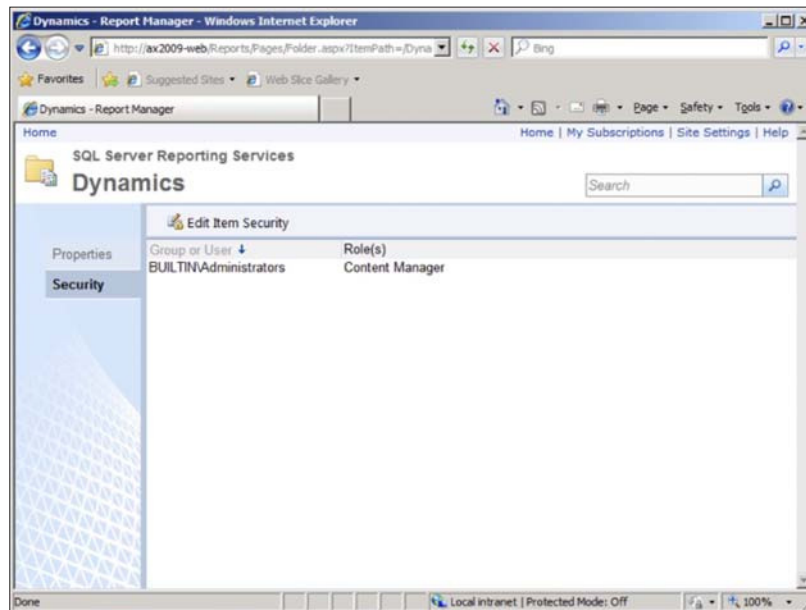 Dynamics - Report Manager - Windows Internet Explorer
http://ax2009-web/Reports/Pages/Folder.aspx?ItemPath=/Dyna
Bing
Favorites Suggested Sites Web Slice Gallery
Dynamics - Report Manager Page Safety Tools
Home Home | My Subscriptions | Site Settings | Help
SQL Server Reporting Services
Dynamics
Search
Edit Item Security
Properties
Group or User Role(s)
BUILTIN\Administrators Content Manager
Security
Done Local intranet | Protected Mode: Off 100%